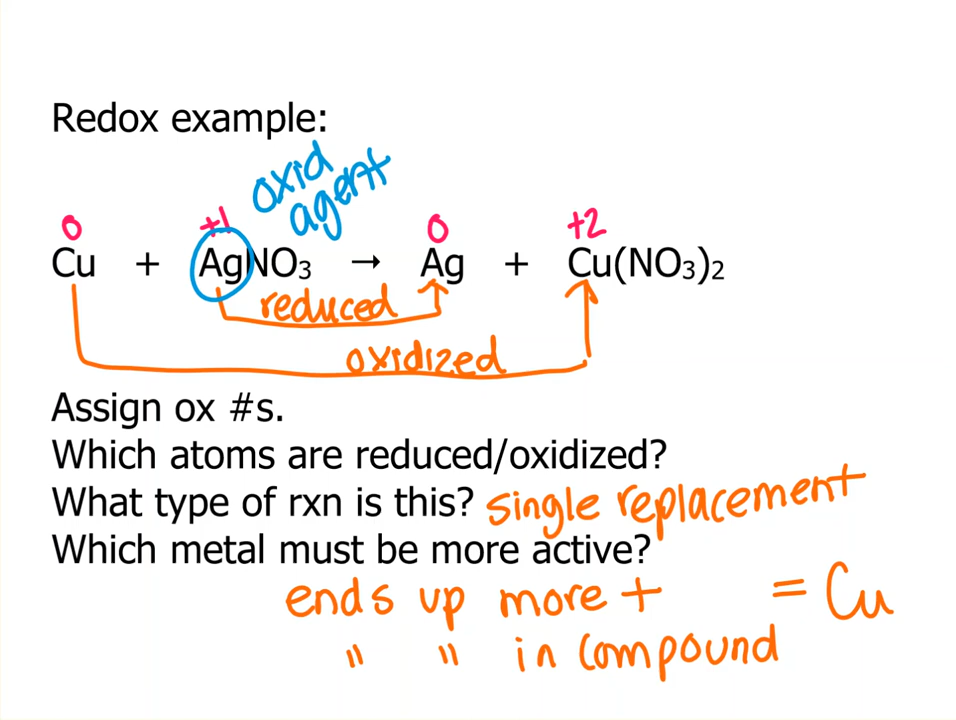 Redox example:
oxid
agent
0 +1 0 +2
Cu + AgNO₃ → Ag + Cu(NO₃)₂
reduced
oxidized
Assign ox #s.
Which atoms are reduced/oxidized?
What type of rxn is this? single replacement
Which metal must be more active?
ends up more + = Cu
" " in compound